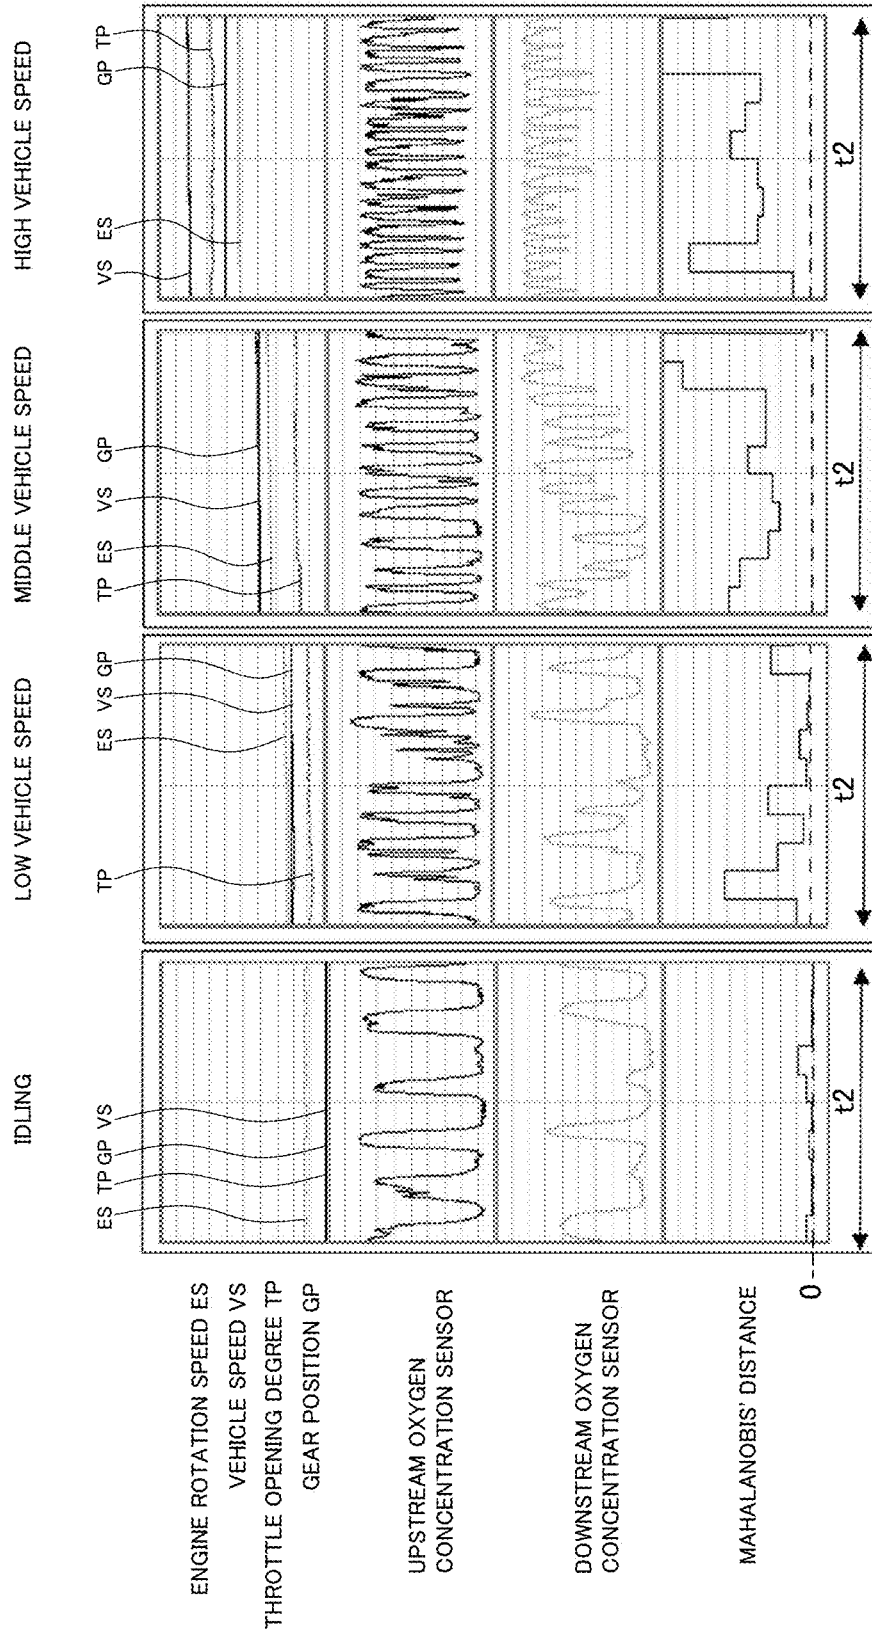 IDLING
LOW VEHICLE SPEED
MIDDLE VEHICLE SPEED
HIGH VEHICLE SPEED
ES TP GP VS
TP ES VS GP
TP ES VS GP
VS ES GP TP
ENGINE ROTATION SPEED ES
VEHICLE SPEED VS
THROTTLE OPENING DEGREE TP
GEAR POSITION GP
UPSTREAM OXYGEN
CONCENTRATION SENSOR
DOWNSTREAM OXYGEN
CONCENTRATION SENSOR
MAHALANOBIS' DISTANCE
0
t2
t2
t2
t2